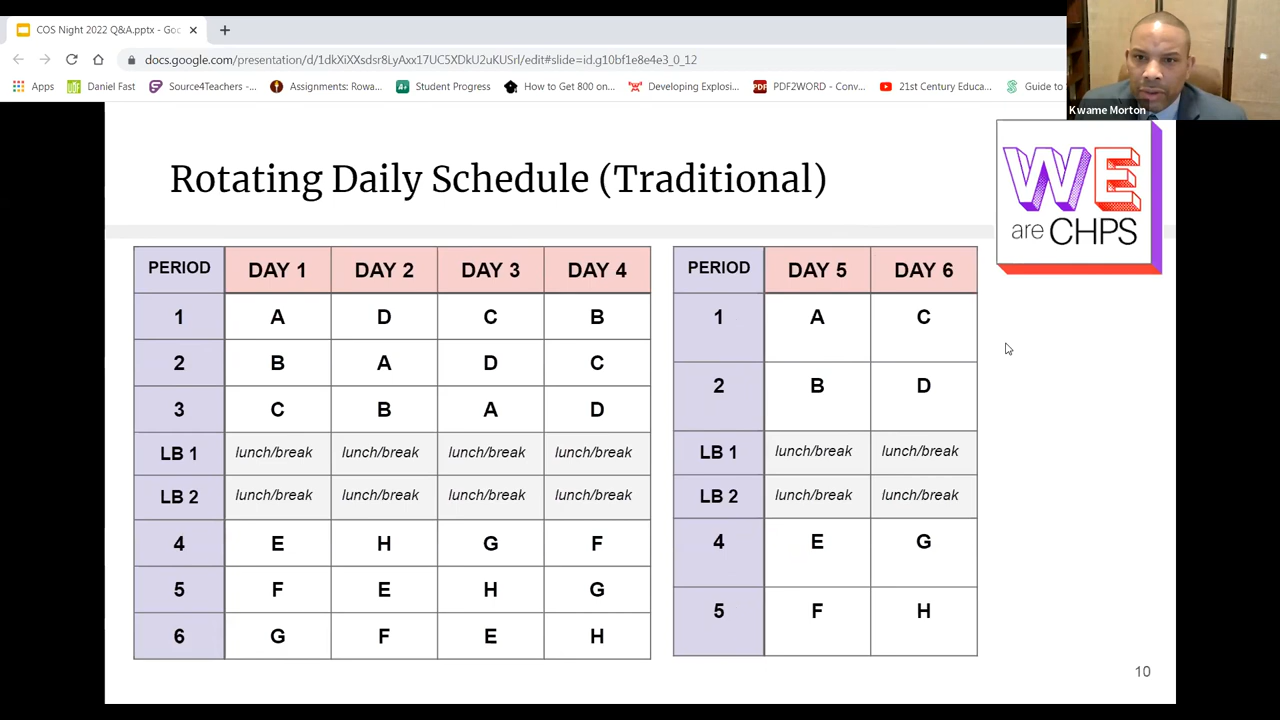 COS Night 2022 Q&A.pptx - Goo
docs.google.com/presentation/d/1dkXiXXsdsr8LyAxx17UC5XDKU2uKUSrl/edit#slide=id.g10bf1e8e4e3_0_12
Apps Daniel Fast Source4Teachers -... Assignments: Rowa... Student Progress How to Get 800 on... Developing Explosi... PDF2WORD - Conv... 21st Century Educa... Guide to
Kwame Morton
Rotating Daily Schedule (Traditional)
WE
are CHPS
PERIOD DAY 1 DAY 2 DAY 3 DAY 4
1 A D C B
2 B A D C
3 C B A D
LB 1 lunch/break lunch/break lunch/break lunch/break
LB 2 lunch/break lunch/break lunch/break lunch/break
4 E H G F
5 F E H G
6 G F E H
PERIOD DAY 5 DAY 6
1 A C
2 B D
LB 1 lunch/break lunch/break
LB 2 lunch/break lunch/break
4 E G
5 F H
10